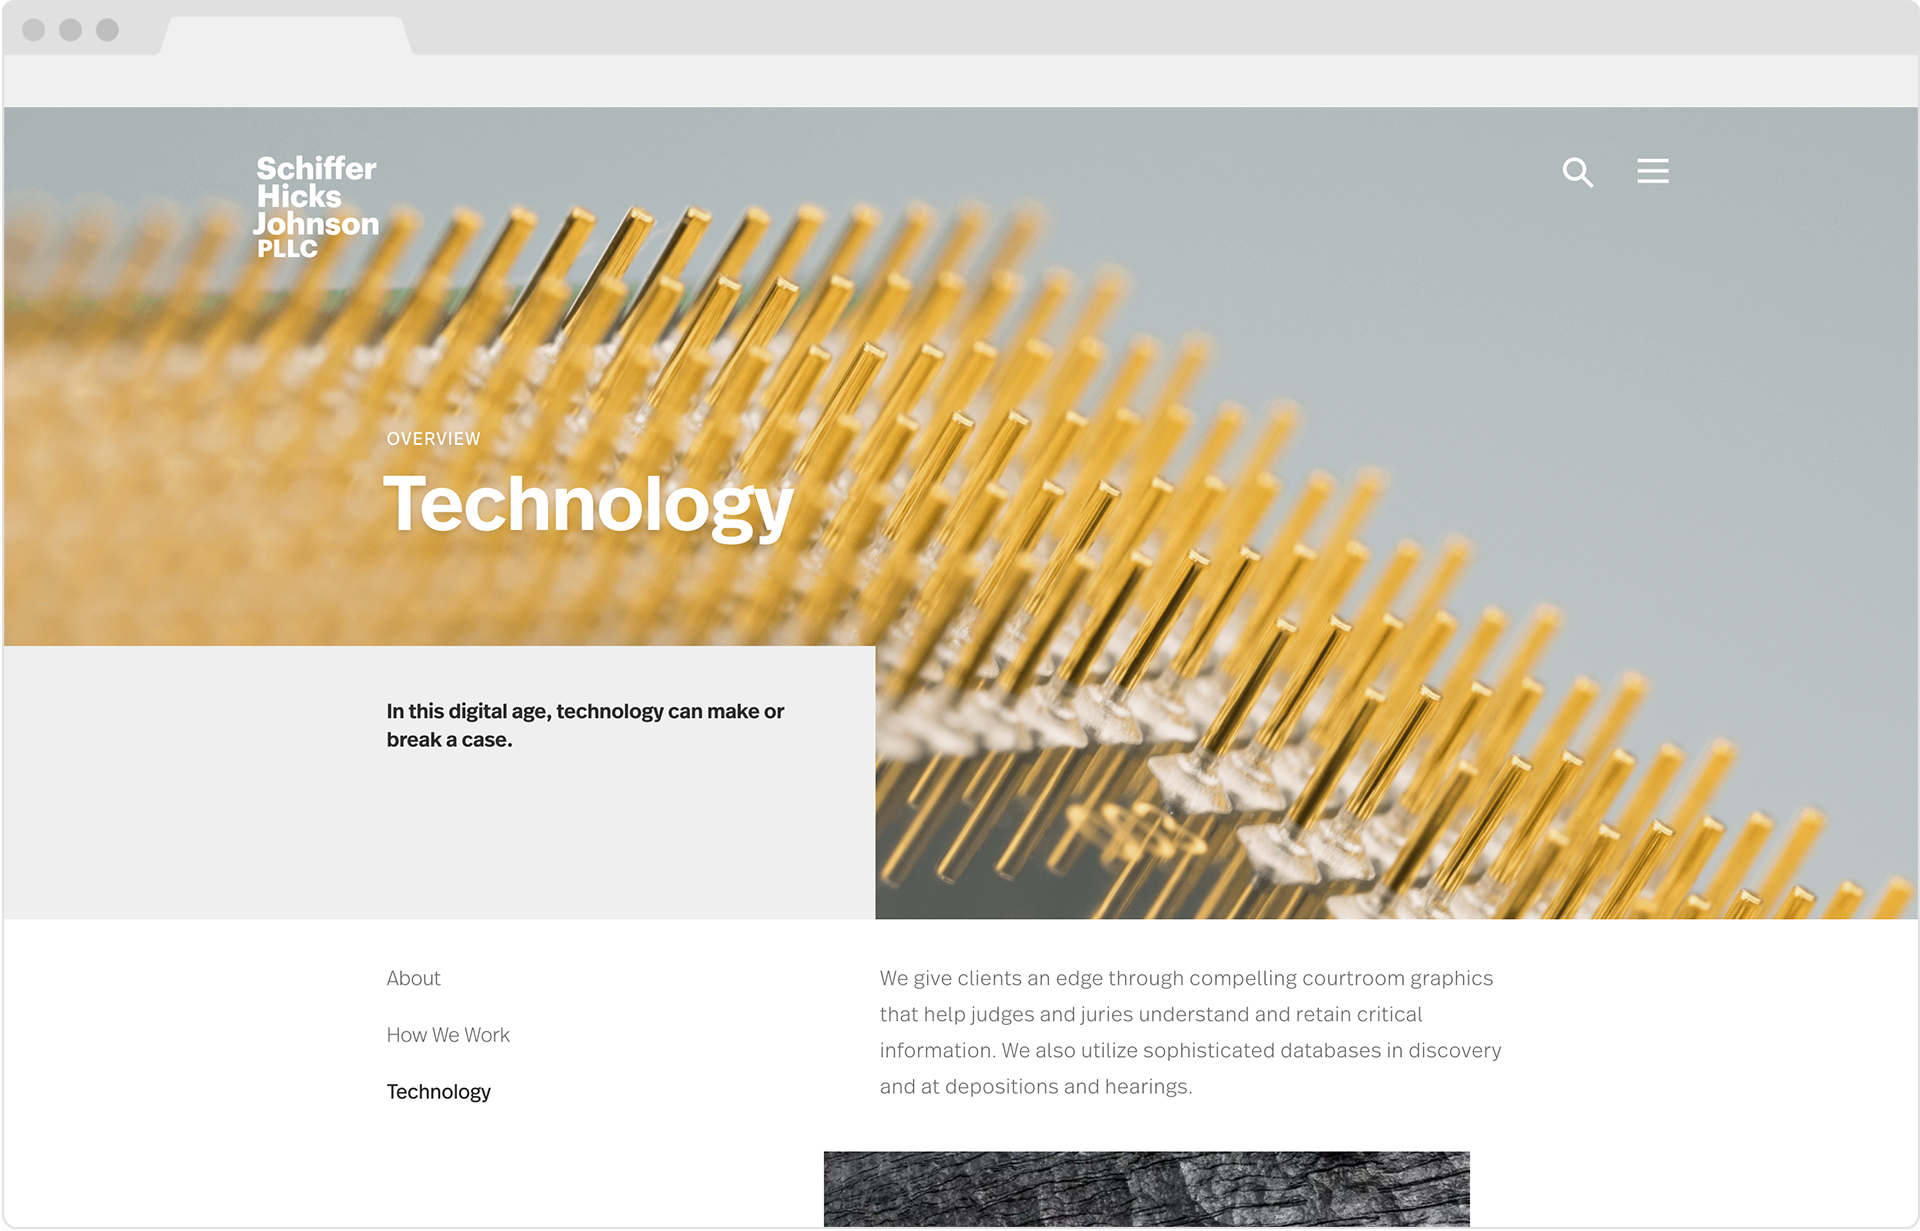 Schiffer
Hicks
Johnson
PLLC
OVERVIEW
Technology
In this digital age, technology can make or
break a case.
About
How We Work
Technology
We give clients an edge through compelling courtroom graphics
that help judges and juries understand and retain critical
information. We also utilize sophisticated databases in discovery
and at depositions and hearings.